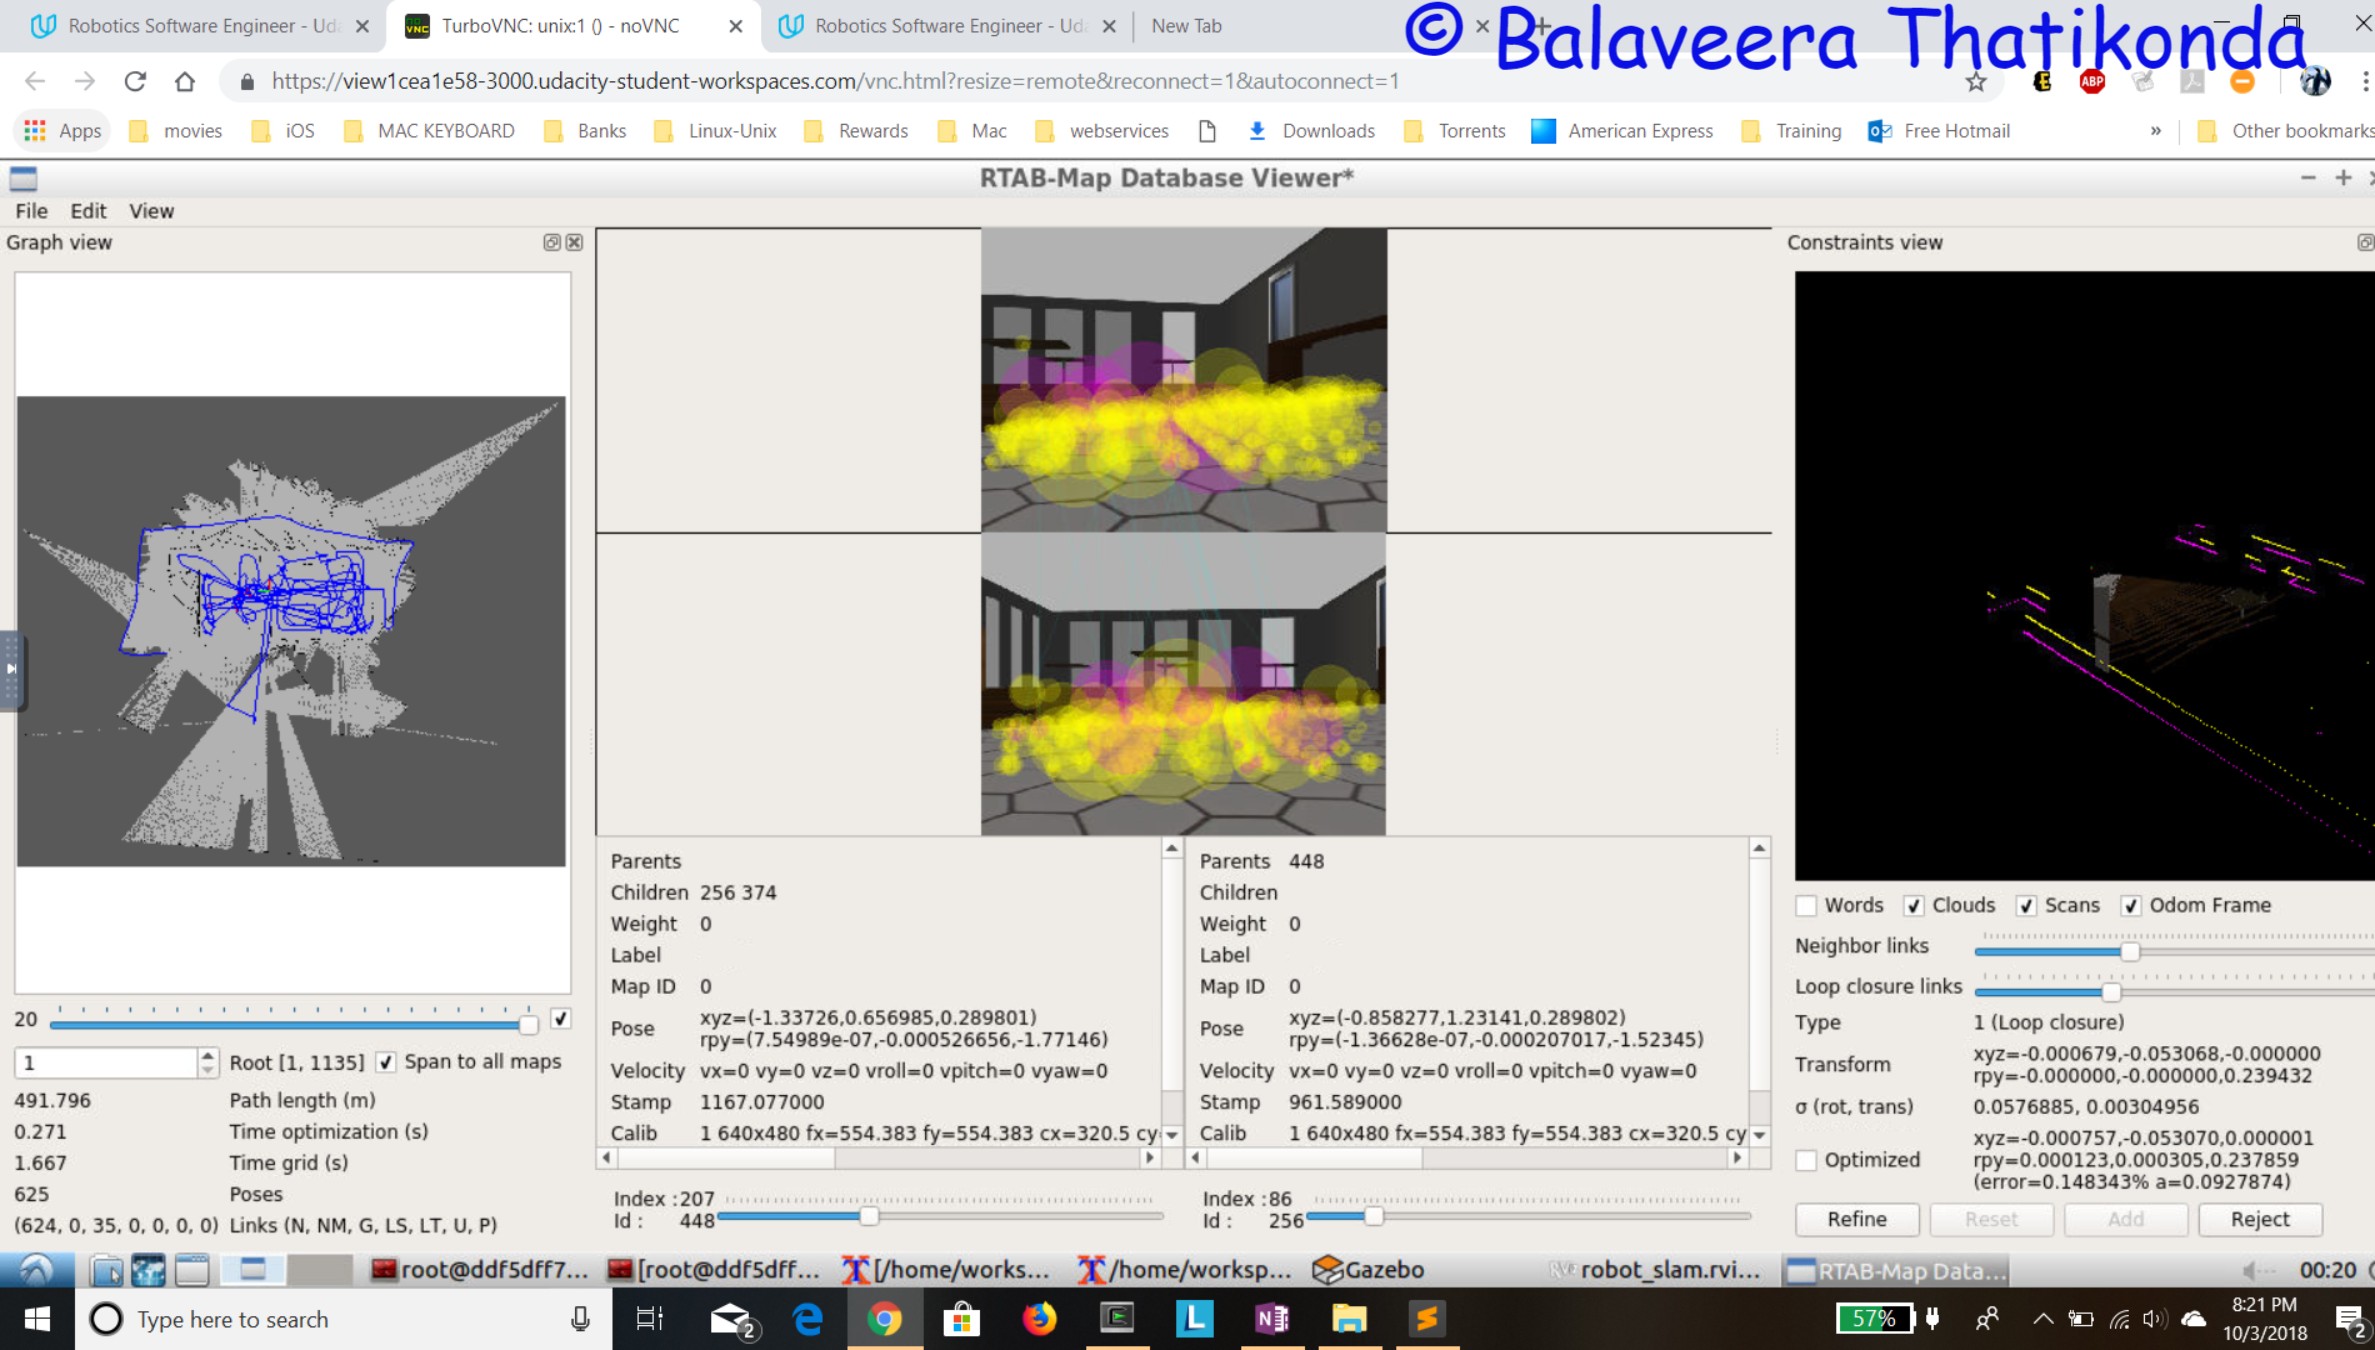 Robotics Software Engineer - Uda
TurboVNC: unix:1 () - noVNC
Robotics Software Engineer - Uda
New Tab
© Balaveera Thatikonda
https://view1cea1e58-3000.udacity-student-workspaces.com/vnc.html?resize=remote&reconnect=1&autoconnect=1
ABP
Apps movies iOS MAC KEYBOARD Banks Linux-Unix Rewards Mac webservices Downloads Torrents American Express Training Free Hotmail » Other bookmarks
RTAB-Map Database Viewer*
File Edit View
Graph view
20
1 Root [1, 1135] Span to all maps
491.796 Path length (m)
0.271 Time optimization (s)
1.667 Time grid (s)
625 Poses
(624, 0, 35, 0, 0, 0, 0) Links (N, NM, G, LS, LT, U, P)
Parents
Children 256 374
Weight 0
Label
Map ID 0
Pose xyz=(-1.33726,0.656985,0.289801)
rpy=(7.54989e-07,-0.000526656,-1.77146)
Velocity vx=0 vy=0 vz=0 vroll=0 vpitch=0 vyaw=0
Stamp 1167.077000
Calib 1 640x480 fx=554.383 fy=554.383 cx=320.5 cy
Index :207
Id : 448
Parents 448
Children
Weight 0
Label
Map ID 0
Pose xyz=(-0.858277,1.23141,0.289802)
rpy=(-1.36628e-07,-0.000207017,-1.52345)
Velocity vx=0 vy=0 vz=0 vroll=0 vpitch=0 vyaw=0
Stamp 961.589000
Calib 1 640x480 fx=554.383 fy=554.383 cx=320.5 cy
Index :86
Id : 256
Constraints view
Words Clouds Scans Odom Frame
Neighbor links
Loop closure links
Type 1 (Loop closure)
Transform xyz=-0.000679,-0.053068,-0.000000
rpy=-0.000000,-0.000000,0.239432
σ (rot, trans) 0.0576885, 0.00304956
Optimized xyz=-0.000757,-0.053070,0.000001
rpy=0.000123,0.000305,0.237859
(error=0.148343% a=0.0927874)
Refine Reset Add Reject
root@ddf5dff7... [root@ddf5dff... [/home/works... /home/worksp... Gazebo robot_slam.rvi... RTAB-Map Data... 00:20
Type here to search
2
57%
8:21 PM
10/3/2018
2